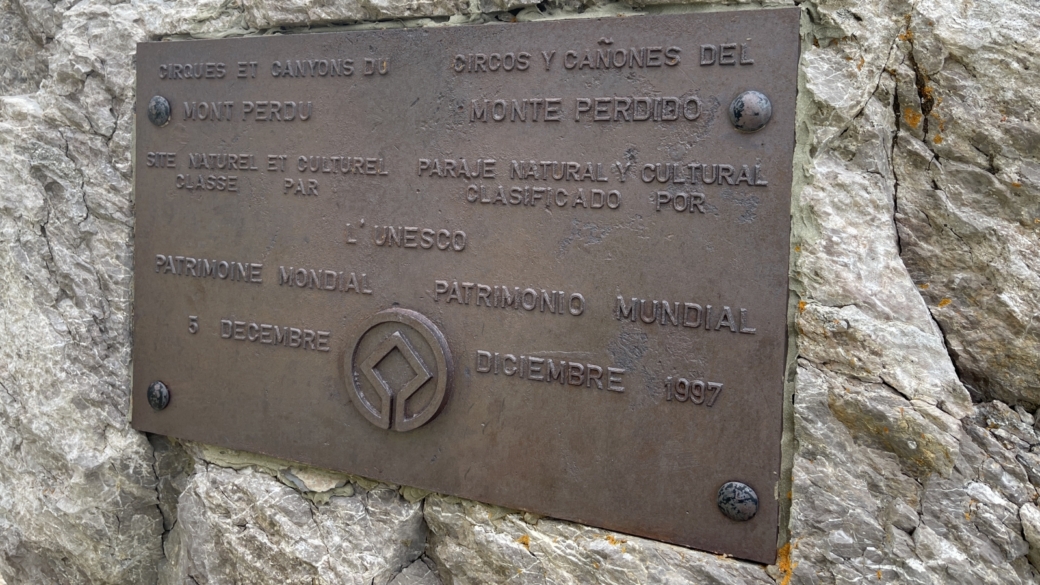 CIRQUES ET CANYONS DU
MONT PERDU
SITE NATUREL ET CULTUREL
CLASSE PAR
CIRCOS Y CAÑONES DEL
MONTE PERDIDO
PARAJE NATURAL Y CULTURAL
CLASIFICADO POR
L' UNESCO
PATRIMOINE MONDIAL
PATRIMONIO MUNDIAL
5 DECEMBRE
DICIEMBRE 1997